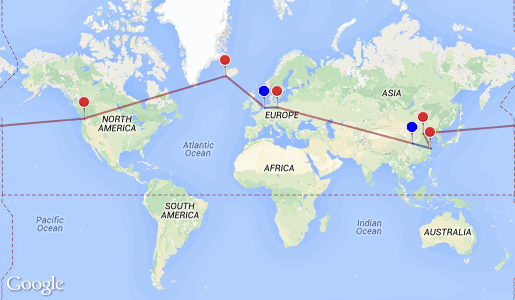 ASIA
NORTH
AMERICA
EUROPE
Atlantic
Ocean
AFRICA
SOUTH
AMERICA
Pacific
Ocean
Indian
Ocean
AUSTRALIA
Google